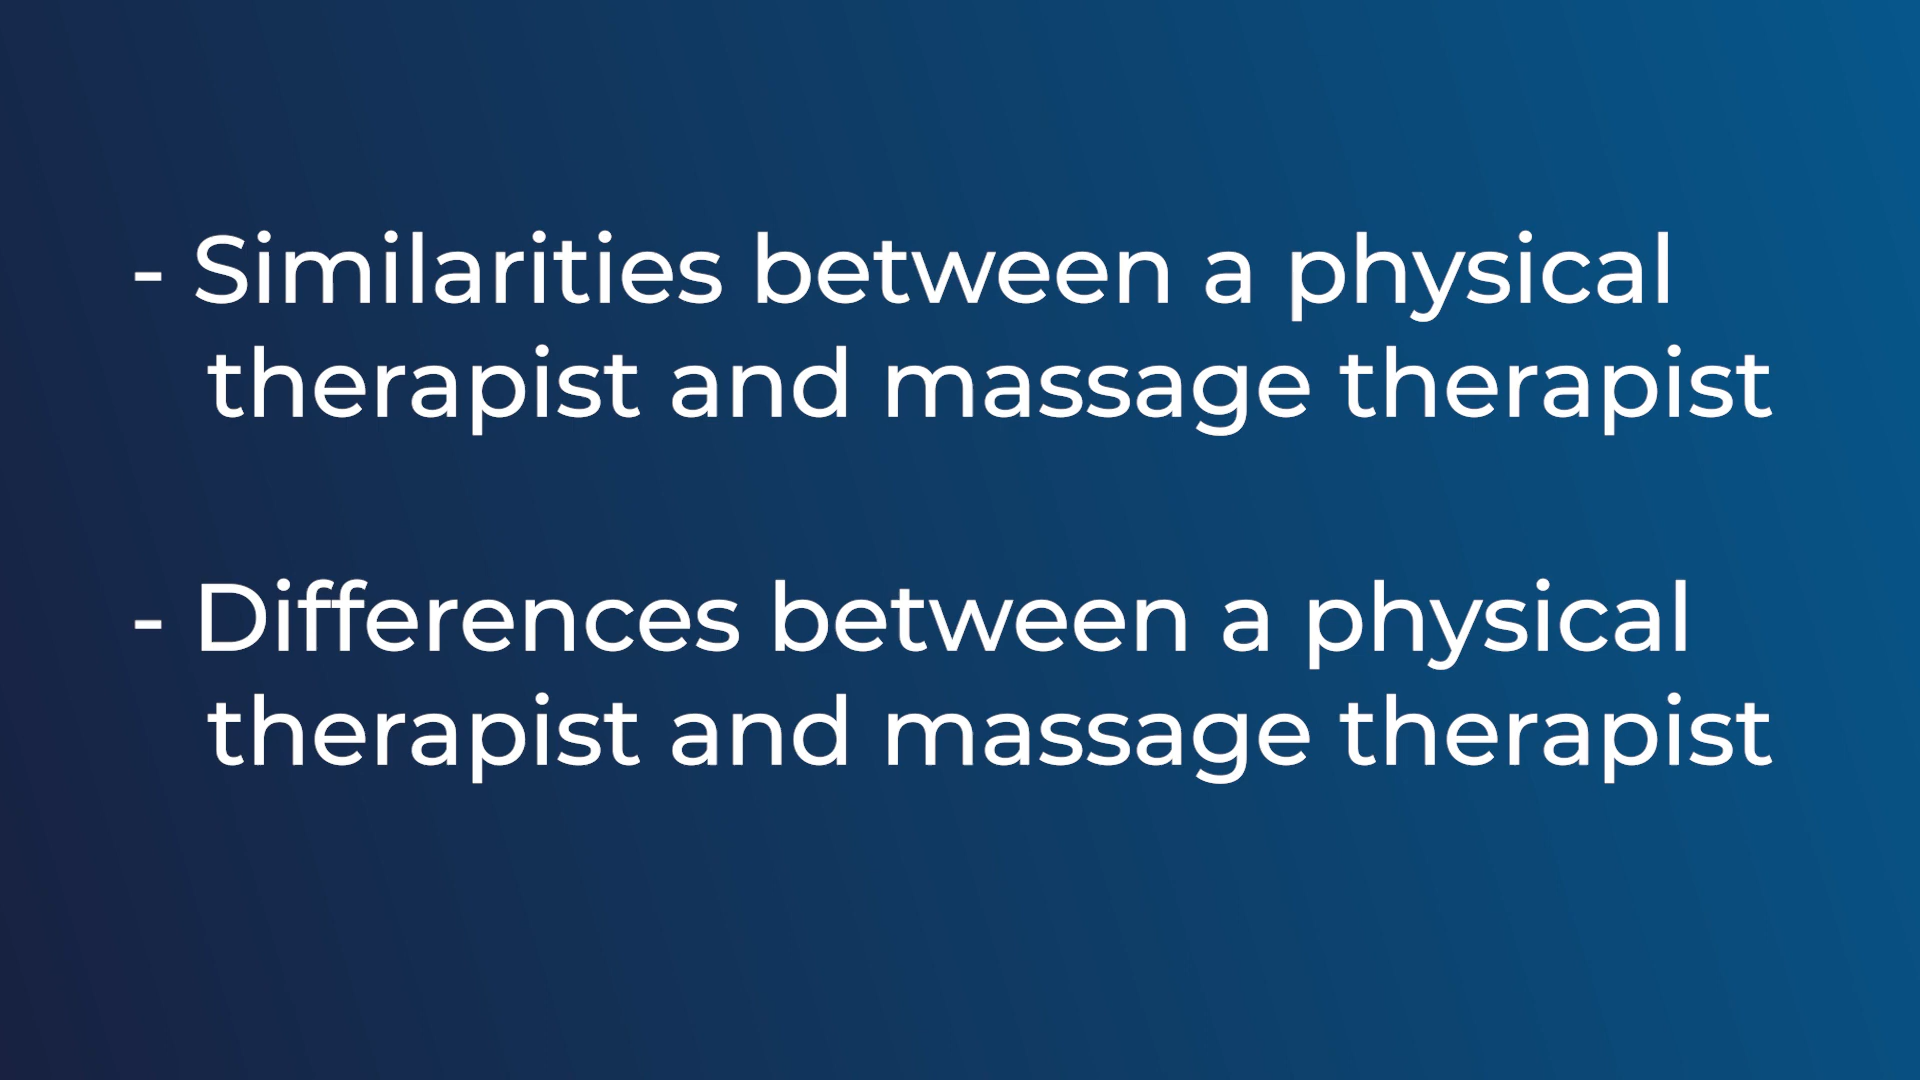 - Similarities between a physical
therapist and massage therapist
- Differences between a physical
therapist and massage therapist